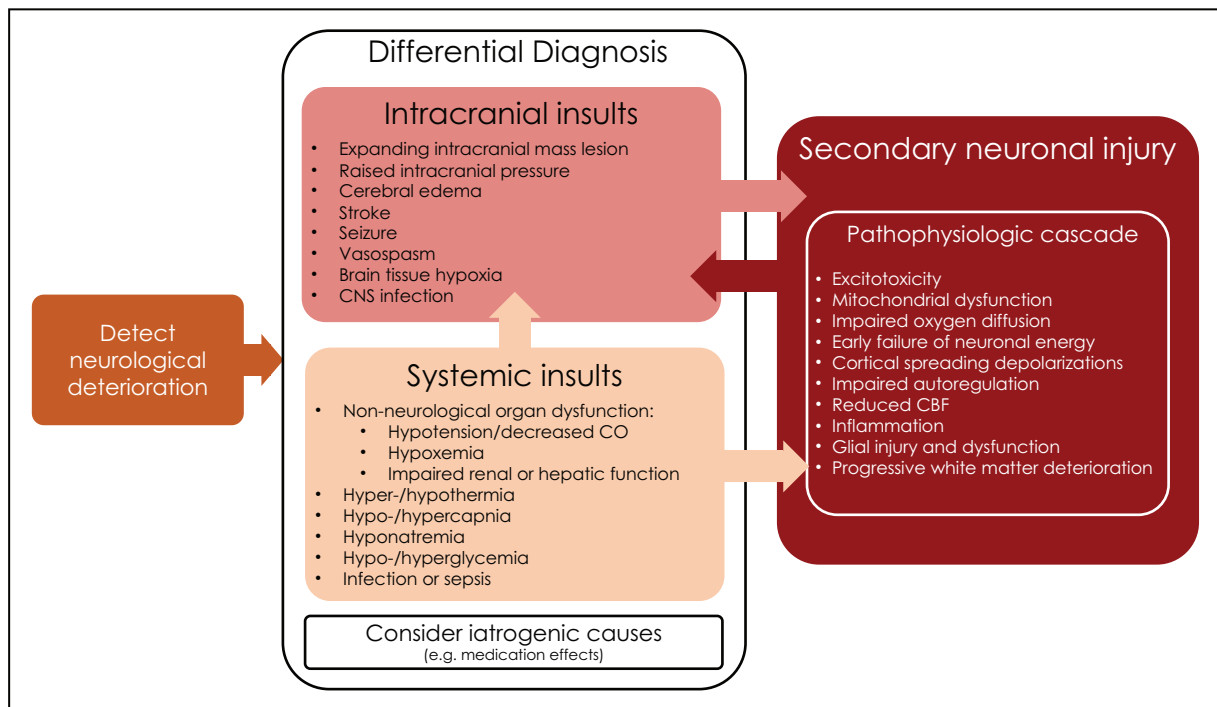 Differential Diagnosis
Intracranial insults
• Expanding intracranial mass lesion
• Raised intracranial pressure
• Cerebral edema
• Stroke
• Seizure
• Vasospasm
• Brain tissue hypoxia
• CNS infection
Detect
neurological
deterioration
Systemic insults
• Non-neurological organ dysfunction:
• Hypotension/decreased CO
• Hypoxemia
• Impaired renal or hepatic function
• Hyper-/hypothermia
• Hypo-/hypercapnia
• Hyponatremia
• Hypo-/hyperglycemia
• Infection or sepsis
Consider iatrogenic causes
(e.g. medication effects)
Secondary neuronal injury
Pathophysiologic cascade
• Excitotoxicity
• Mitochondrial dysfunction
• Impaired oxygen diffusion
• Early failure of neuronal energy
• Cortical spreading depolarizations
• Impaired autoregulation
• Reduced CBF
• Inflammation
• Glial injury and dysfunction
• Progressive white matter deterioration